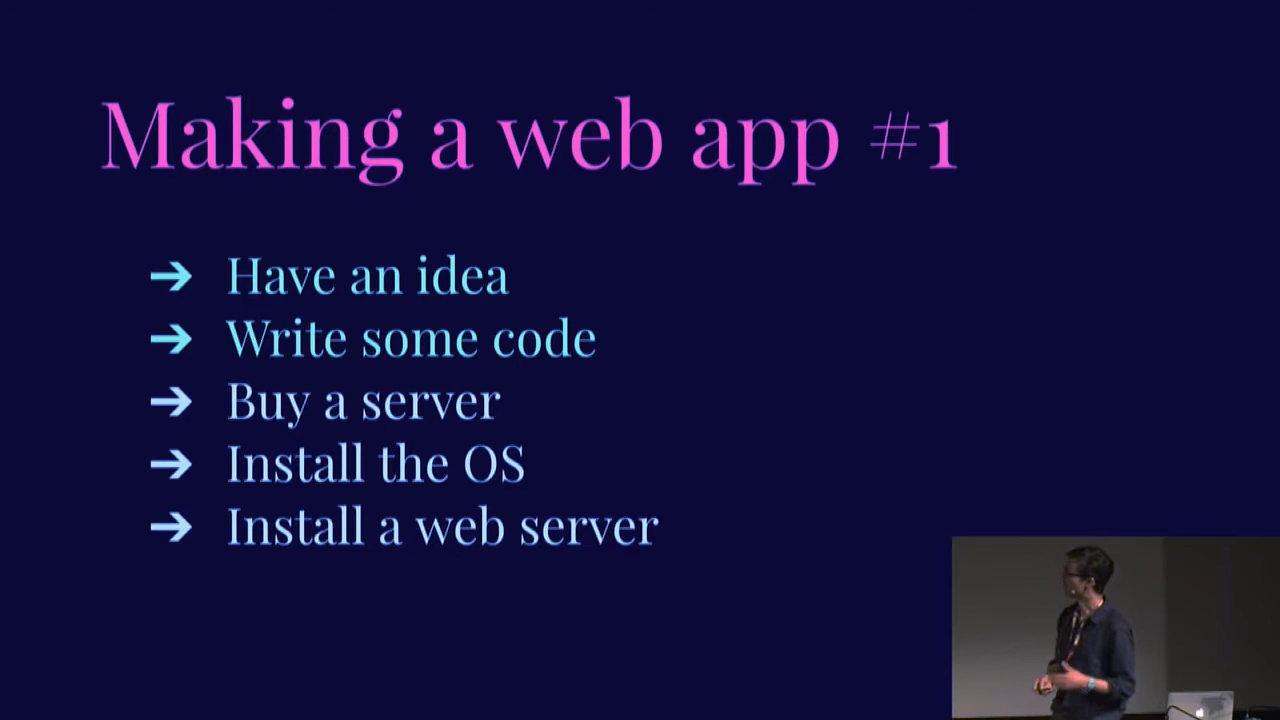 Making a web app #1
➔ Have an idea
➔ Write some code
➔ Buy a server
➔ Install the OS
➔ Install a web server